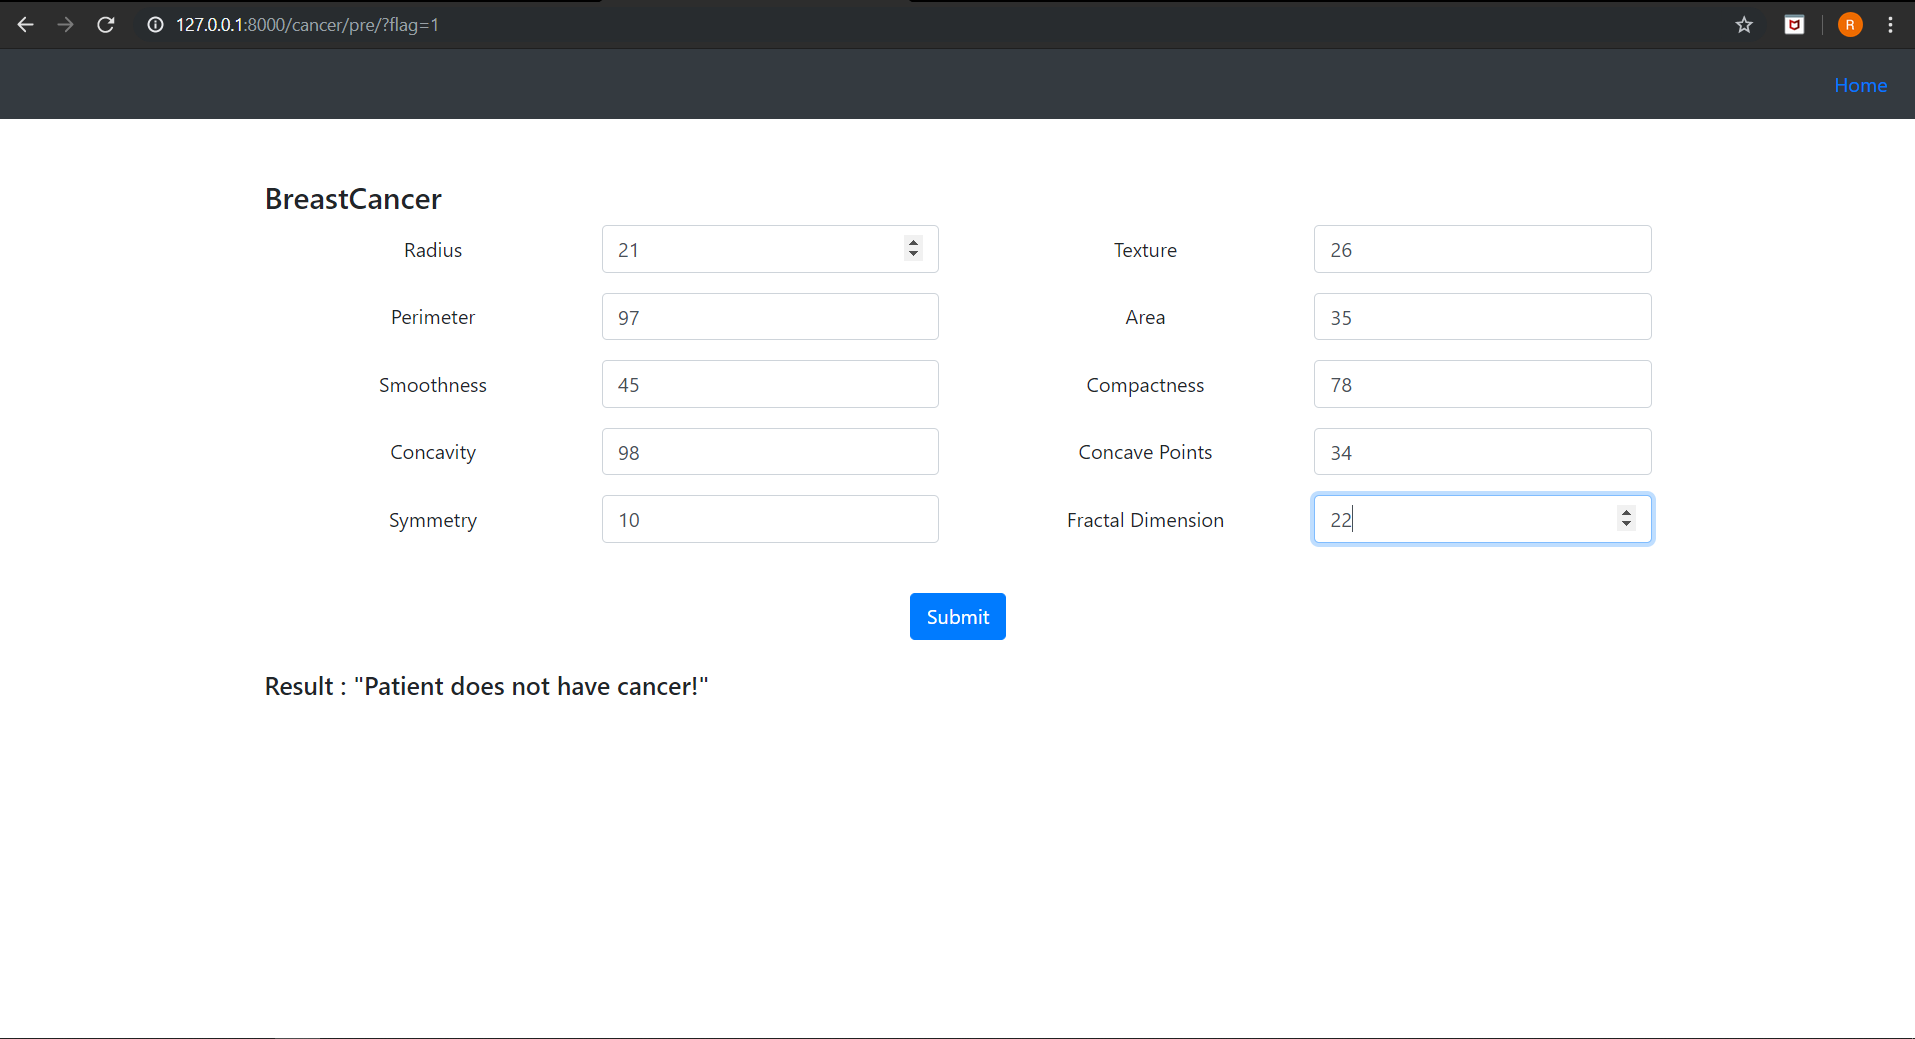 127.0.0.1:8000/cancer/pre/?flag=1
R
Home
BreastCancer
Radius 21 Texture 26
Perimeter 97 Area 35
Smoothness 45 Compactness 78
Concavity 98 Concave Points 34
Symmetry 10 Fractal Dimension 22
Submit
Result : "Patient does not have cancer!"